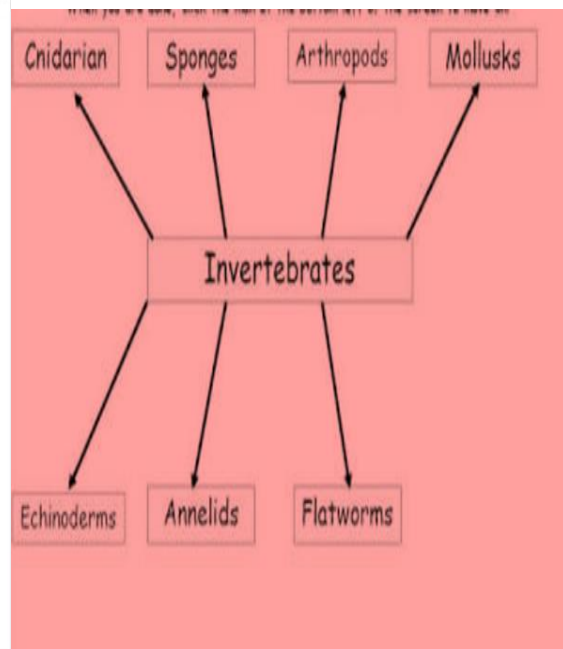 Cnidarian
Sponges
Arthropods
Mollusks
Invertebrates
Echinoderms
Annelids
Flatworms